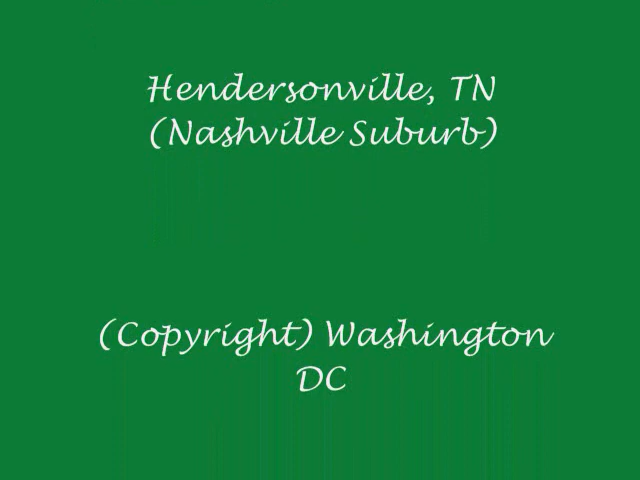 Hendersonville, TN
(Nashville Suburb)
(Copyright) Washington
DC